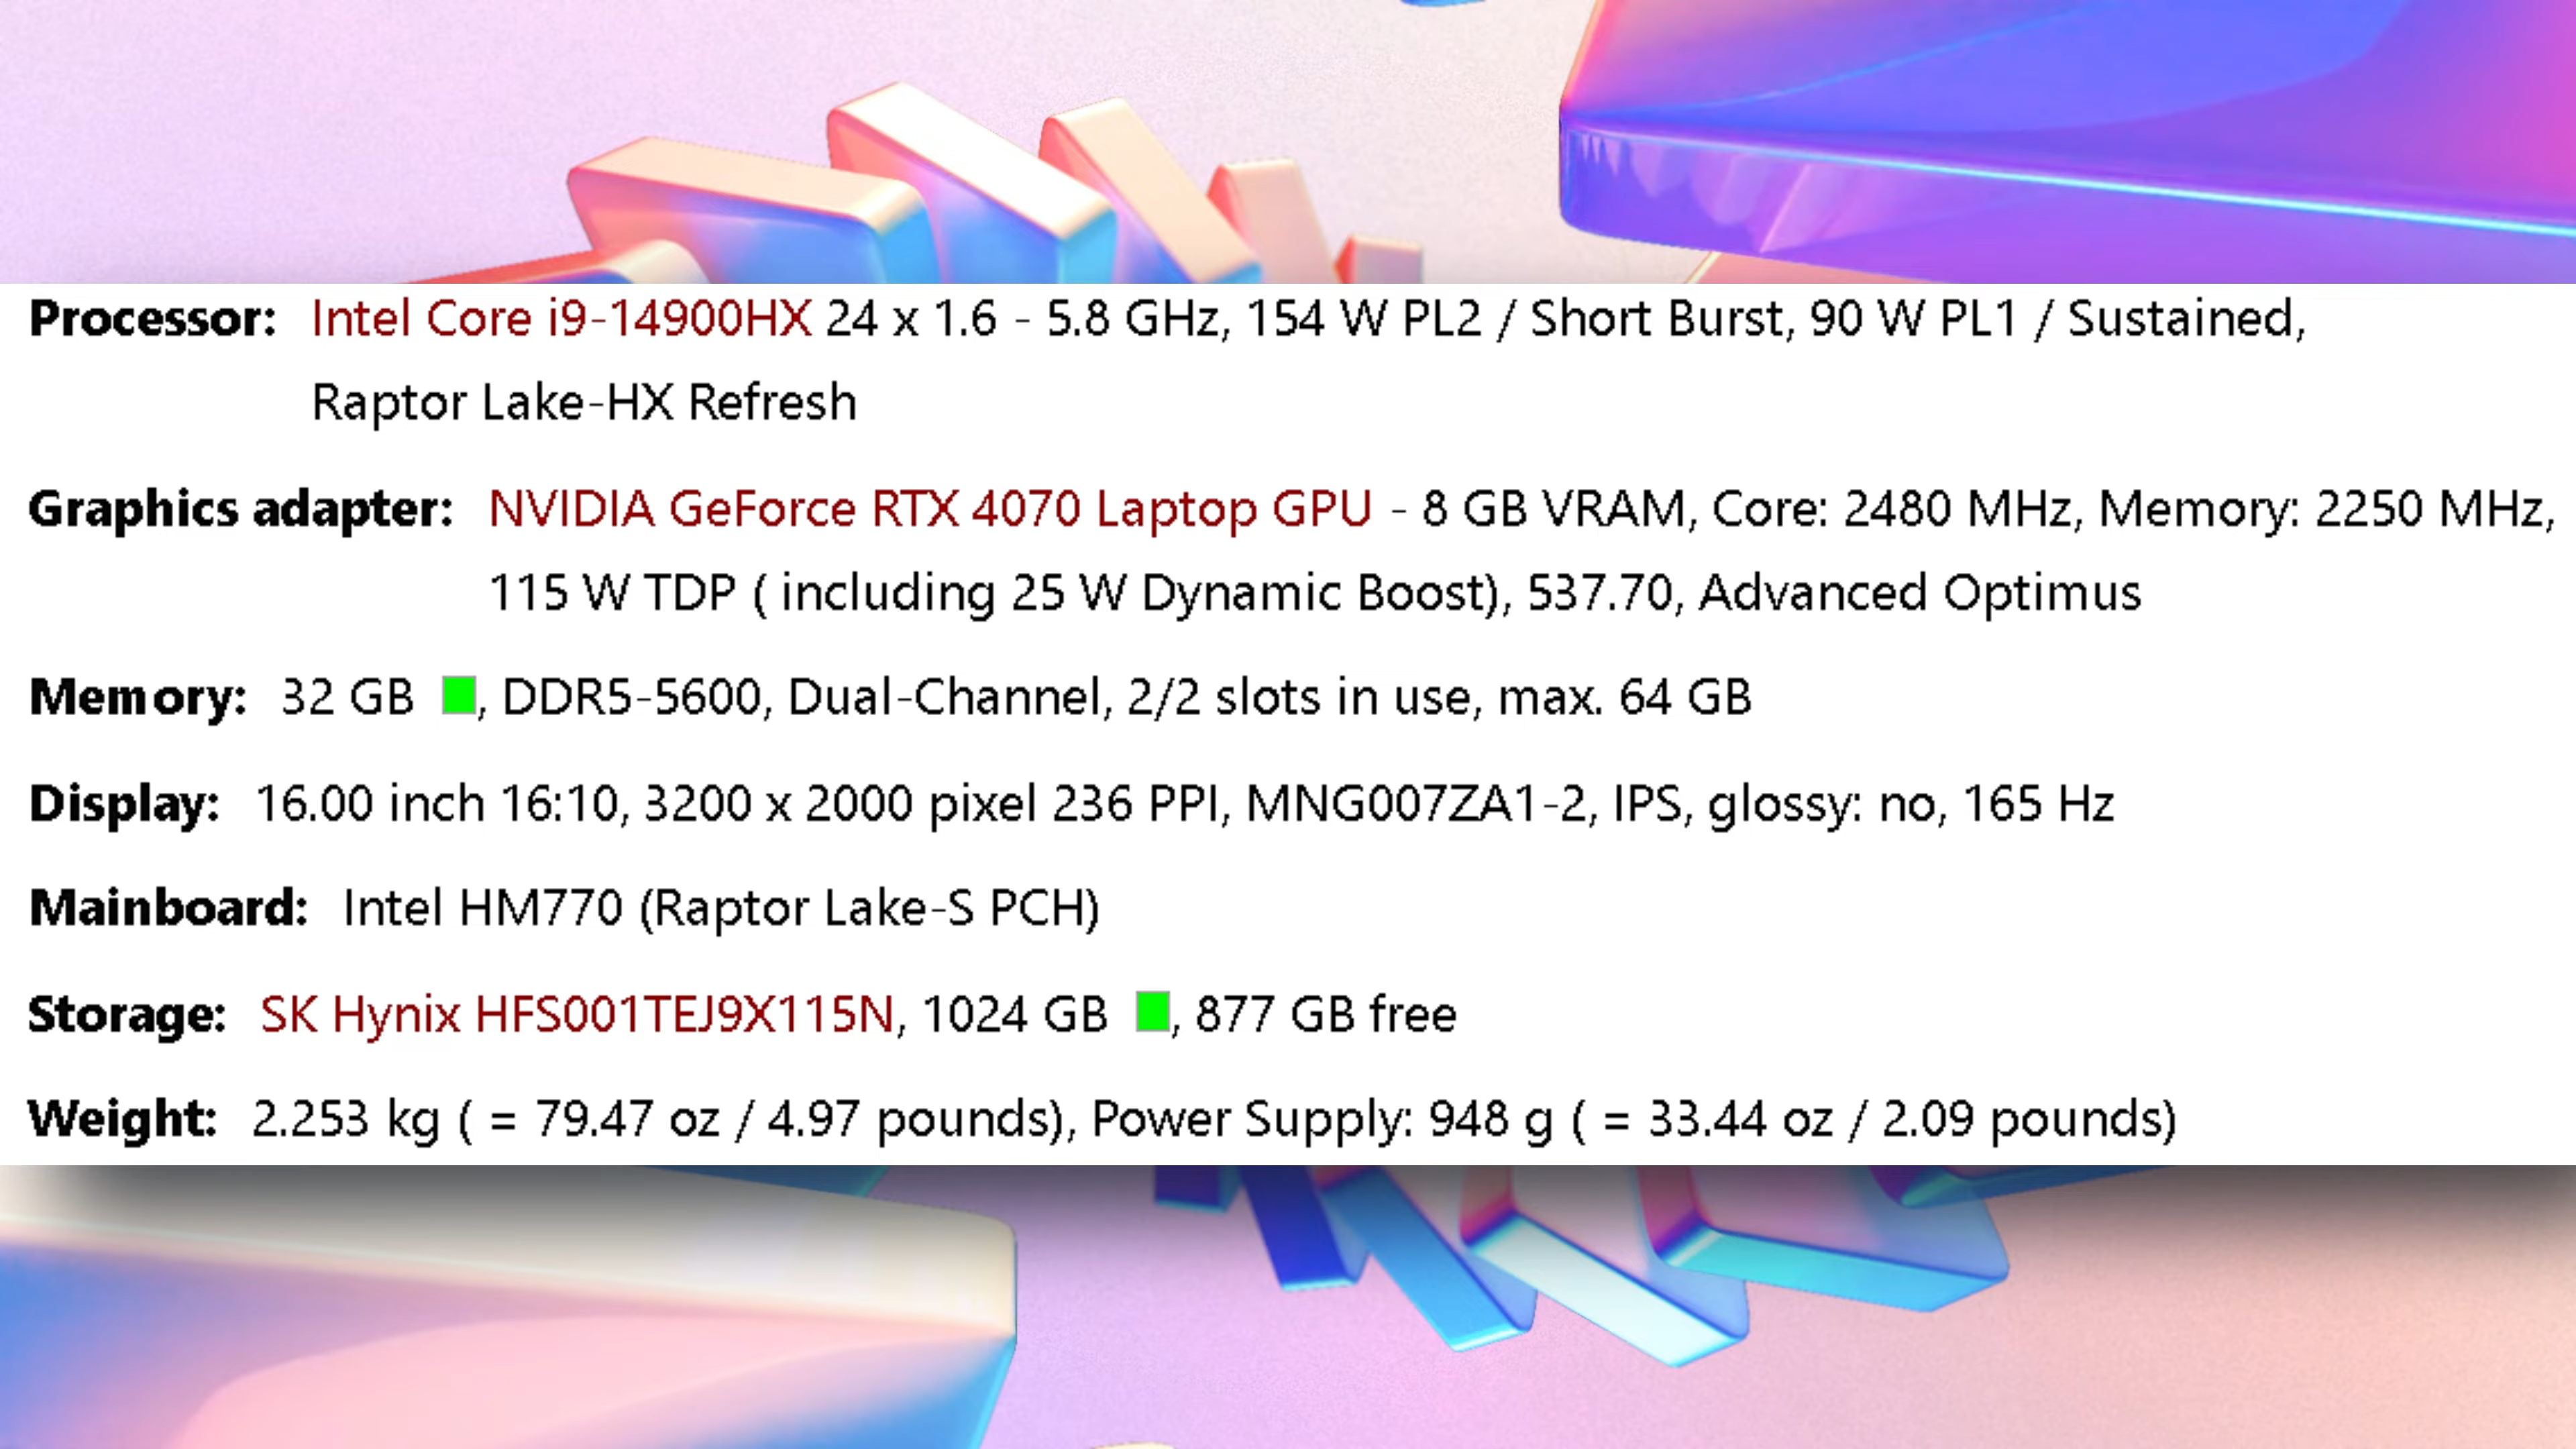 Processor: Intel Core i9-14900HX 24 x 1.6 - 5.8 GHz, 154 W PL2 / Short Burst, 90 W PL1 / Sustained,
Raptor Lake-HX Refresh
Graphics adapter: NVIDIA GeForce RTX 4070 Laptop GPU - 8 GB VRAM, Core: 2480 MHz, Memory: 2250 MHz,
115 W TDP ( including 25 W Dynamic Boost), 537.70, Advanced Optimus
Memory: 32 GB , DDR5-5600, Dual-Channel, 2/2 slots in use, max. 64 GB
Display: 16.00 inch 16:10, 3200 x 2000 pixel 236 PPI, MNG007ZA1-2, IPS, glossy: no, 165 Hz
Mainboard: Intel HM770 (Raptor Lake-S PCH)
Storage: SK Hynix HFS001TEJ9X115N, 1024 GB , 877 GB free
Weight: 2.253 kg ( = 79.47 oz / 4.97 pounds), Power Supply: 948 g ( = 33.44 oz / 2.09 pounds)